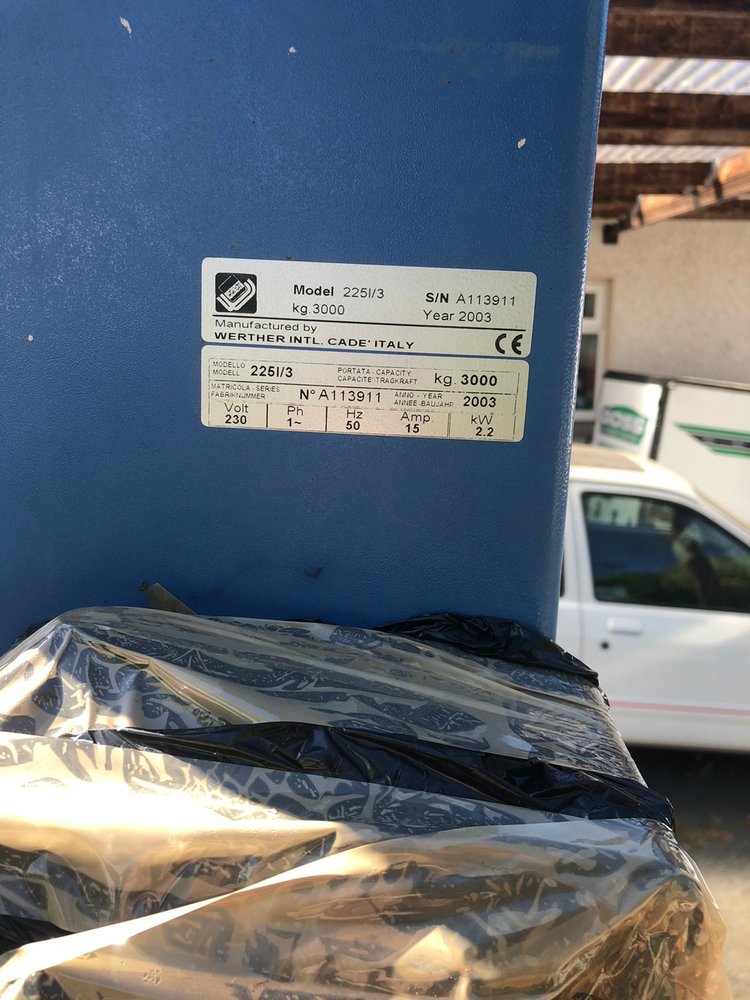 Model 225I/3 S/N A113911
kg 3000 Year 2003
Manufactured by
WERTHER INTL. CADE' ITALY CE
MODELLO
MODELL 225I/3 PORTATA - CAPACITY
CAPACITE-TRAGKRAFT kg. 3000
MATRICOLA - SERIES
FABRIKNUMMER N° A113911 ANNO - YEAR
ANNÉE-BAUJAHR 2003
Volt Ph Hz Amp. kW
230 1~ 50 15 2.2